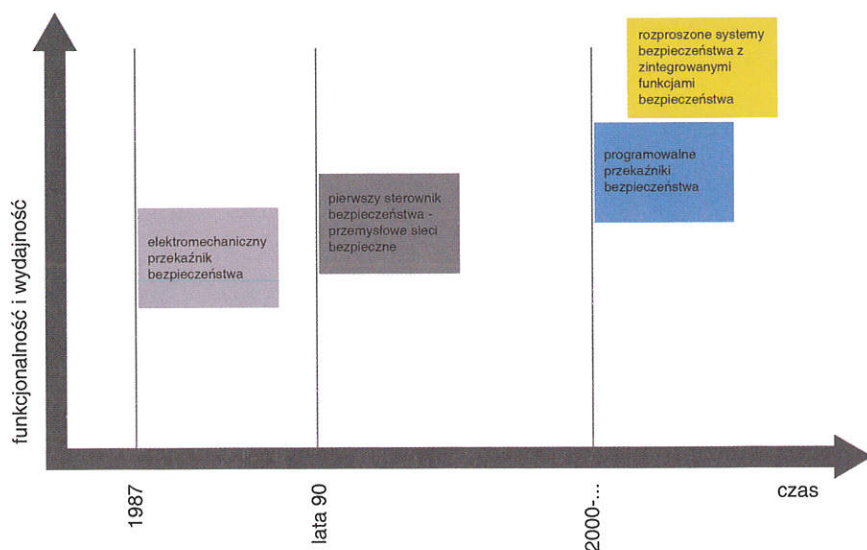 rozproszone systemy
bezpieczeństwa z
zintegrowanymi
funkcjami
bezpieczeństwa
programowalne
przekaźniki
bezpieczeństwa
pierwszy sterownik
bezpieczeństwa -
przemysłowe sieci
bezpieczne
elektromechaniczny
przekaźnik
bezpieczeństwa
funkcjonalność i wydajność
1987
lata 90
2000-...
czas